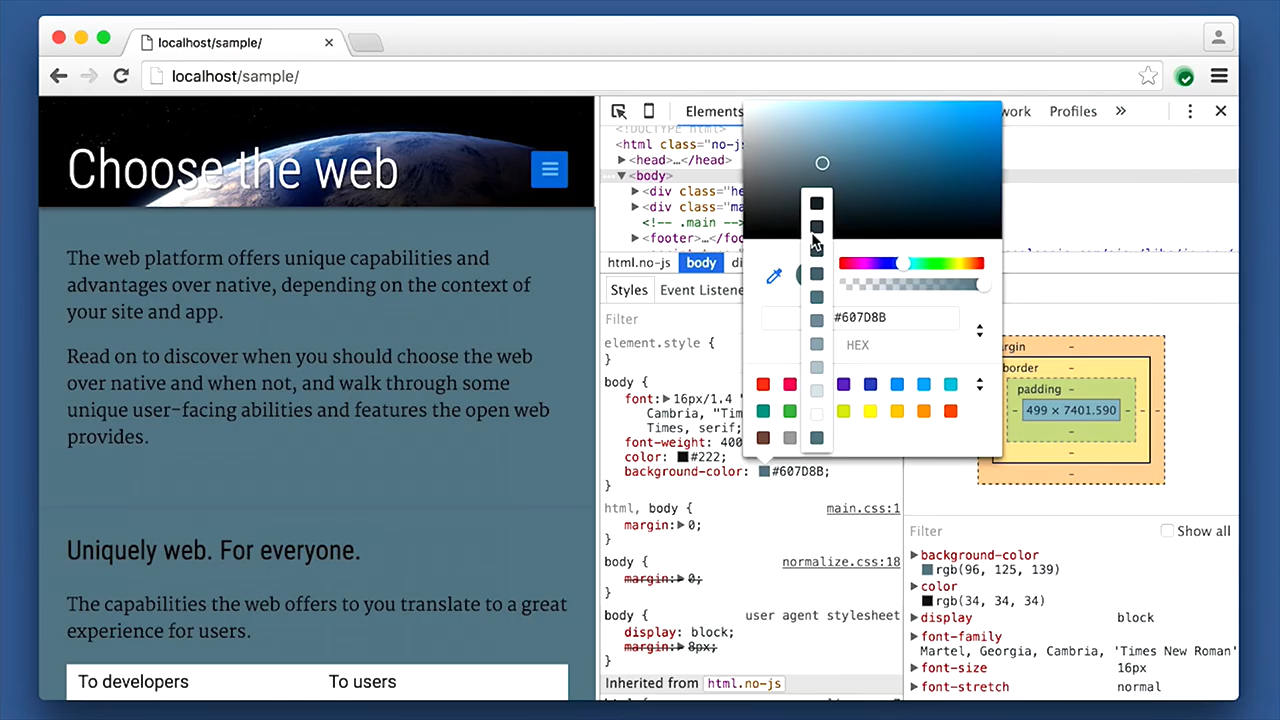 localhost/sample/
localhost/sample/
Choose the web
The web platform offers unique capabilities and
advantages over native, depending on the context of
your site and app.
Read on to discover when you should choose the web
over native and when not, and walk through some
unique user-facing abilities and features the open web
provides.
Uniquely web. For everyone.
The capabilities the web offers to you translate to a great
experience for users.
To developers To users
Elements work Profiles »
<!DOCTYPE html>
<html class="no-j
▶<head>…</head>
…▼<body>
▶<div class="he
▶<div class="ma
<!-- .main -->
▶<footer>…</foo
html.no-js body di
Styles Event Listene
Filter
element.style {
}
body {
font:▶16px/1.4
Cambria, "Tim
Times, serif;
font-weight: 400
color: #222;
background-color: #607D8B;
}
html, body { main.css:1
margin:▶0;
}
body { normalize.css:18
margin:▶0;
}
body { user agent stylesheet
display: block;
margin:▶8px;
}
Inherited from html.no-js
#607D8B
HEX
margin -
border -
padding -
- 499 × 7401.590 - - -
-
-
-
Filter Show all
▶background-color
rgb(96, 125, 139)
▶color
rgb(34, 34, 34)
▶display block
▶font-family
Martel, Georgia, Cambria, 'Times New Roman'
▶font-size 16px
▶font-stretch normal